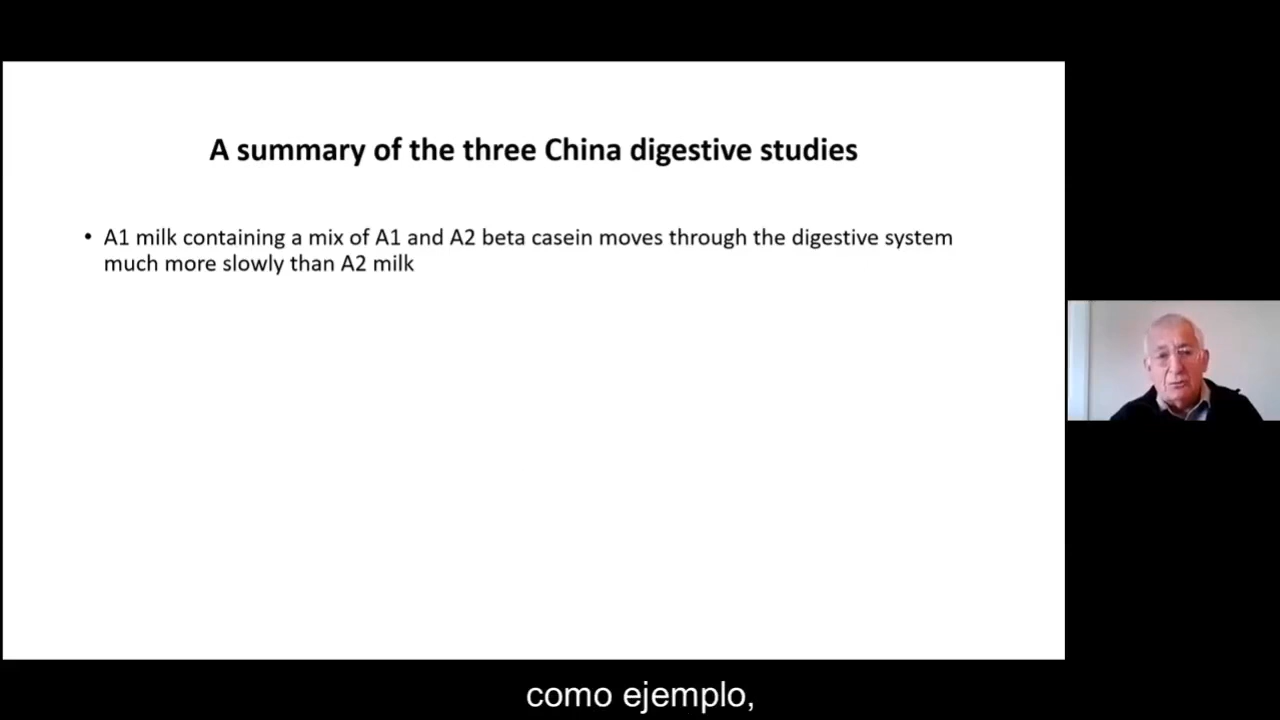 A summary of the three China digestive studies
• A1 milk containing a mix of A1 and A2 beta casein moves through the digestive system
much more slowly than A2 milk
como ejemplo,